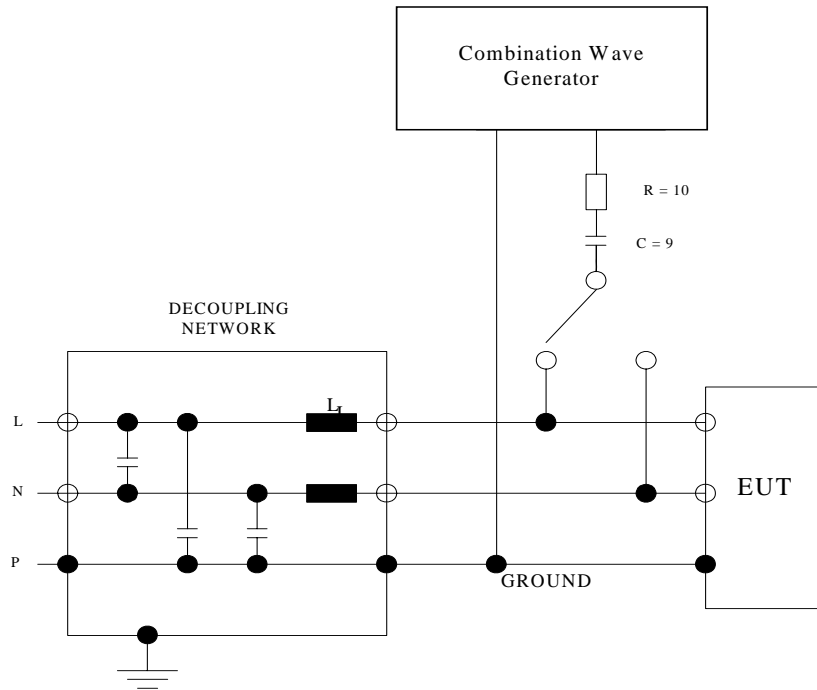 Combination Wave
Generator
R = 10
C = 9
DECOUPLING
NETWORK
L
L
N
EUT
P
GROUND